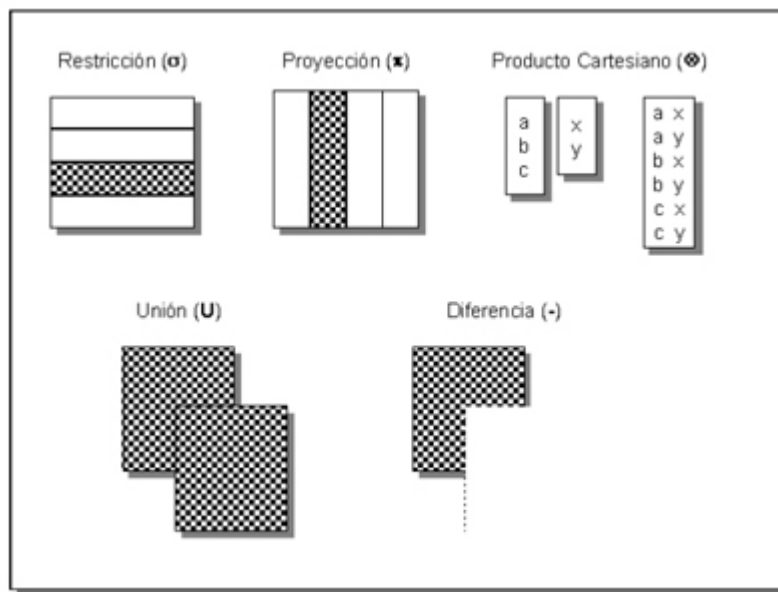 Restricción (σ)
Proyección (π)
Producto Cartesiano (⊗)
a
b
c
x
y
a x
a y
b x
b y
c x
c y
Unión (U)
Diferencia (-)